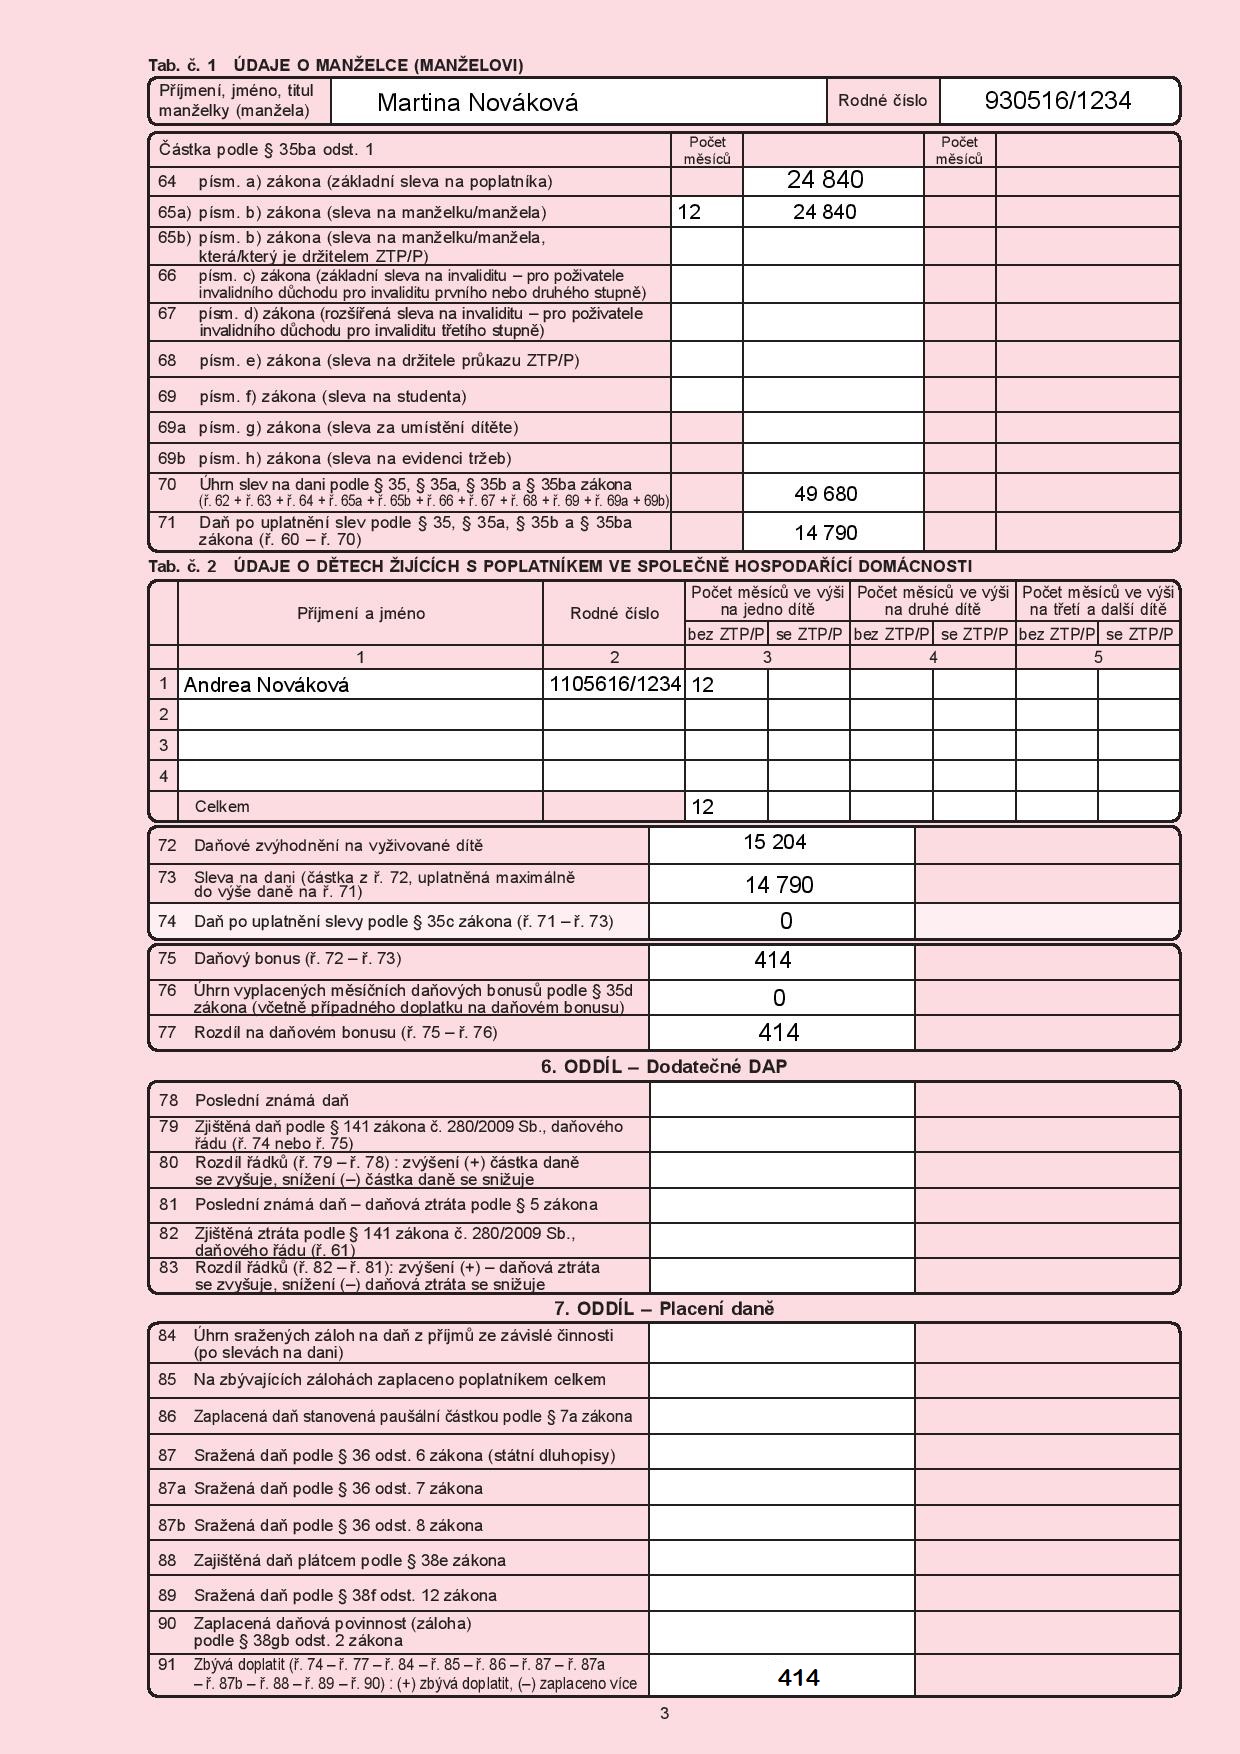 Tab. č. 1 ÚDAJE O MANŽELCE (MANŽELOVI)
Příjmení, jméno, titul
manželky (manžela)
Martina Nováková
Rodné číslo
930516/1234
Částka podle § 35ba odst. 1
Počet
měsíců
Počet
měsíců
64 písm. a) zákona (základní sleva na poplatníka) 24 840
65a) písm. b) zákona (sleva na manželku/manžela) 12 24 840
65b) písm. b) zákona (sleva na manželku/manžela,
která/který je držitelem ZTP/P)
66 písm. c) zákona (základní sleva na invaliditu – pro poživatele
invalidního důchodu pro invaliditu prvního nebo druhého stupně)
67 písm. d) zákona (rozšířená sleva na invaliditu – pro poživatele
invalidního důchodu pro invaliditu třetího stupně)
68 písm. e) zákona (sleva na držitele průkazu ZTP/P)
69 písm. f) zákona (sleva na studenta)
69a písm. g) zákona (sleva za umístění dítěte)
69b písm. h) zákona (sleva na evidenci tržeb)
70 Úhrn slev na dani podle § 35, § 35a, § 35b a § 35ba zákona
(ř. 62 + ř. 63 + ř. 64 + ř. 65a + ř. 65b + ř. 66 + ř. 67 + ř. 68 + ř. 69 + ř. 69a + 69b)
49 680
71 Daň po uplatnění slev podle § 35, § 35a, § 35b a § 35ba
zákona (ř. 60 – ř. 70)
14 790
Tab. č. 2 ÚDAJE O DĚTECH ŽIJÍCÍCH S POPLATNÍKEM VE SPOLEČNĚ HOSPODAŘÍCÍ DOMÁCNOSTI
Příjmení a jméno
Rodné číslo
Počet měsíců ve výši
na jedno dítě
Počet měsíců ve výši
na druhé dítě
Počet měsíců ve výši
na třetí a další dítě
bez ZTP/P se ZTP/P bez ZTP/P se ZTP/P bez ZTP/P se ZTP/P
1 2 3 4 5
1 Andrea Nováková 1105616/1234 12
2
3
4
Celkem 12
72 Daňové zvýhodnění na vyživované dítě 15 204
73 Sleva na dani (částka z ř. 72, uplatněná maximálně
do výše daně na ř. 71)
14 790
74 Daň po uplatnění slevy podle § 35c zákona (ř. 71 – ř. 73) 0
75 Daňový bonus (ř. 72 – ř. 73) 414
76 Úhrn vyplacených měsíčních daňových bonusů podle § 35d
zákona (včetně případného doplatku na daňovém bonusu)
0
77 Rozdíl na daňovém bonusu (ř. 75 – ř. 76) 414
6. ODDÍL – Dodatečné DAP
78 Poslední známá daň
79 Zjištěná daň podle § 141 zákona č. 280/2009 Sb., daňového
řádu (ř. 74 nebo ř. 75)
80 Rozdíl řádků (ř. 79 – ř. 78) : zvýšení (+) částka daně
se zvyšuje, snížení (–) částka daně se snižuje
81 Poslední známá daň – daňová ztráta podle § 5 zákona
82 Zjištěná ztráta podle § 141 zákona č. 280/2009 Sb.,
daňového řádu (ř. 61)
83 Rozdíl řádků (ř. 82 – ř. 81): zvýšení (+) – daňová ztráta
se zvyšuje, snížení (–) daňová ztráta se snižuje
7. ODDÍL – Placení daně
84 Úhrn sražených záloh na daň z příjmů ze závislé činnosti
(po slevách na dani)
85 Na zbývajících zálohách zaplaceno poplatníkem celkem
86 Zaplacená daň stanovená paušální částkou podle § 7a zákona
87 Sražená daň podle § 36 odst. 6 zákona (státní dluhopisy)
87a Sražená daň podle § 36 odst. 7 zákona
87b Sražená daň podle § 36 odst. 8 zákona
88 Zajištěná daň plátcem podle § 38e zákona
89 Sražená daň podle § 38f odst. 12 zákona
90 Zaplacená daňová povinnost (záloha)
podle § 38gb odst. 2 zákona
91 Zbývá doplatit (ř. 74 – ř. 77 – ř. 84 – ř. 85 – ř. 86 – ř. 87 – ř. 87a
– ř. 87b – ř. 88 – ř. 89 – ř. 90) : (+) zbývá doplatit, (–) zaplaceno více
414
3